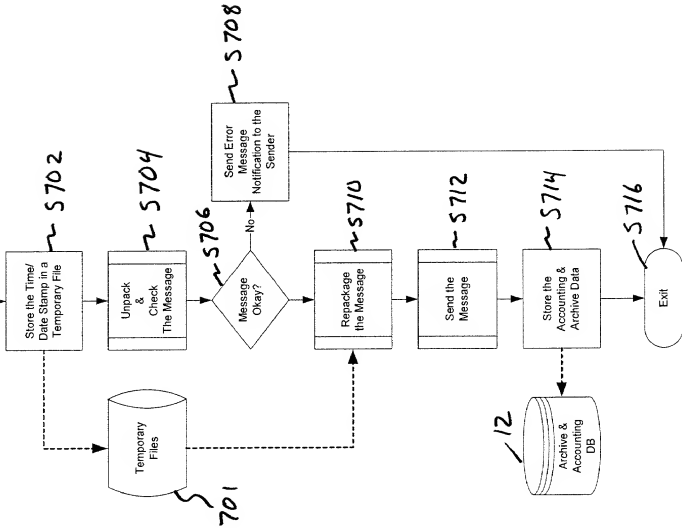 Store the Time/
Date Stamp in a
Temporary File
S702
Unpack
&
Check
The Message
S704
Temporary
Files
701
Message
Okay?
S706
No
Send Error
Message
Notification to the
Sender
S708
Repackage
the Message
S710
Send the
Message
S712
Store the
Accounting &
Archive Data
S714
Archive &
Accounting
DB
12
Exit
S716